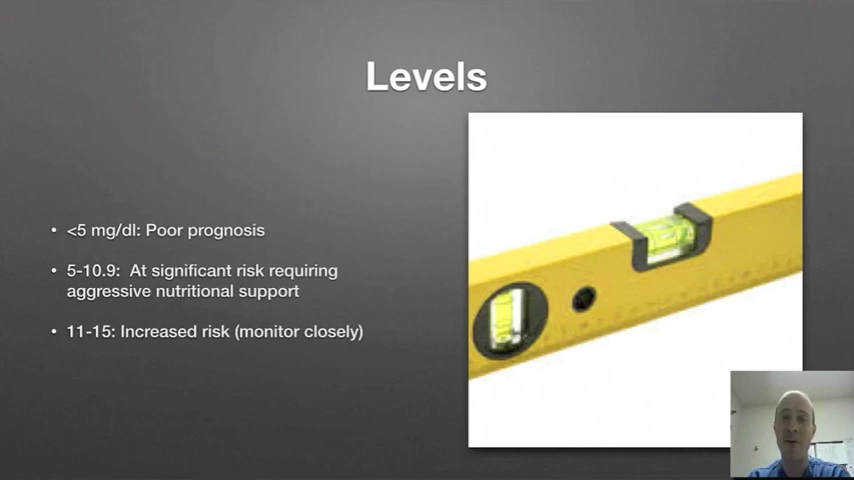 Levels
• <5 mg/dl: Poor prognosis
• 5-10.9:  At significant risk requiring
aggressive nutritional support
• 11-15: Increased risk (monitor closely)